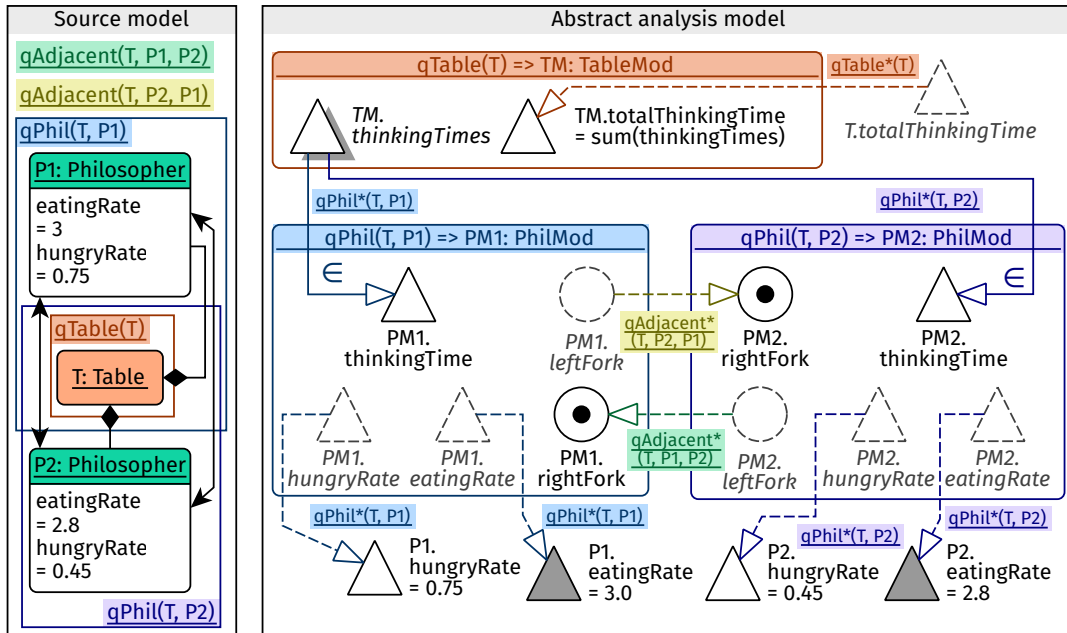 Source model
qAdjacent(T, P1, P2)
qAdjacent(T, P2, P1)
qPhil(T, P1)
P1: Philosopher
eatingRate
= 3
hungryRate
= 0.75
qTable(T)
T: Table
P2: Philosopher
eatingRate
= 2.8
hungryRate
= 0.45
qPhil(T, P2)
Abstract analysis model
qTable(T) => TM: TableMod
qTable*(T)
TM.
thinkingTimes
TM.totalThinkingTime
= sum(thinkingTimes)
T.totalThinkingTime
qPhil*(T, P1)
qPhil*(T, P2)
qPhil(T, P1) => PM1: PhilMod
qPhil(T, P2) => PM2: PhilMod
∈
∈
PM1.
thinkingTime
PM1.
leftFork
qAdjacent*
(T, P2, P1)
PM2.
rightFork
PM2.
thinkingTime
PM1.
hungryRate
PM1.
eatingRate
PM1.
rightFork
qAdjacent*
(T, P1, P2)
PM2.
leftFork
PM2.
hungryRate
PM2.
eatingRate
qPhil*(T, P1)
qPhil*(T, P1)
qPhil*(T, P2)
qPhil*(T, P2)
P1.
hungryRate
= 0.75
P1.
eatingRate
= 3.0
P2.
hungryRate
= 0.45
P2.
eatingRate
= 2.8